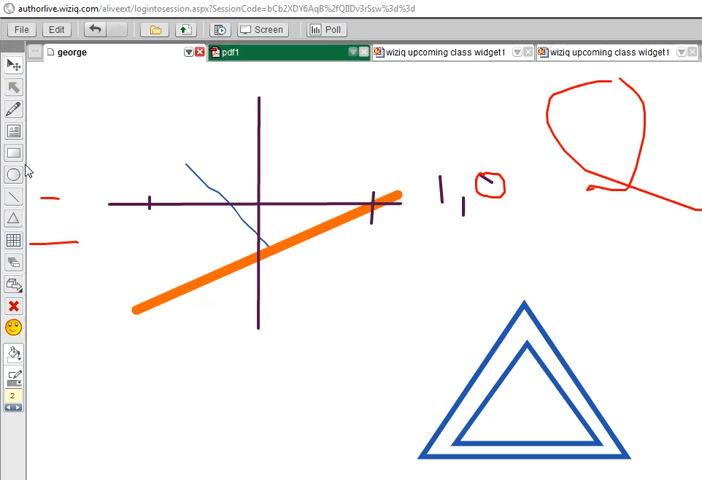 authorlive.wiziq.com/aliveext/logintosession.aspx?SessionCode=bCb2XDY6AqB%2fQIIDv3rSsw%3d%3d
File Edit Screen Poll
george pdf1 wiziq upcoming class widget1 wiziq upcoming class widget1
2